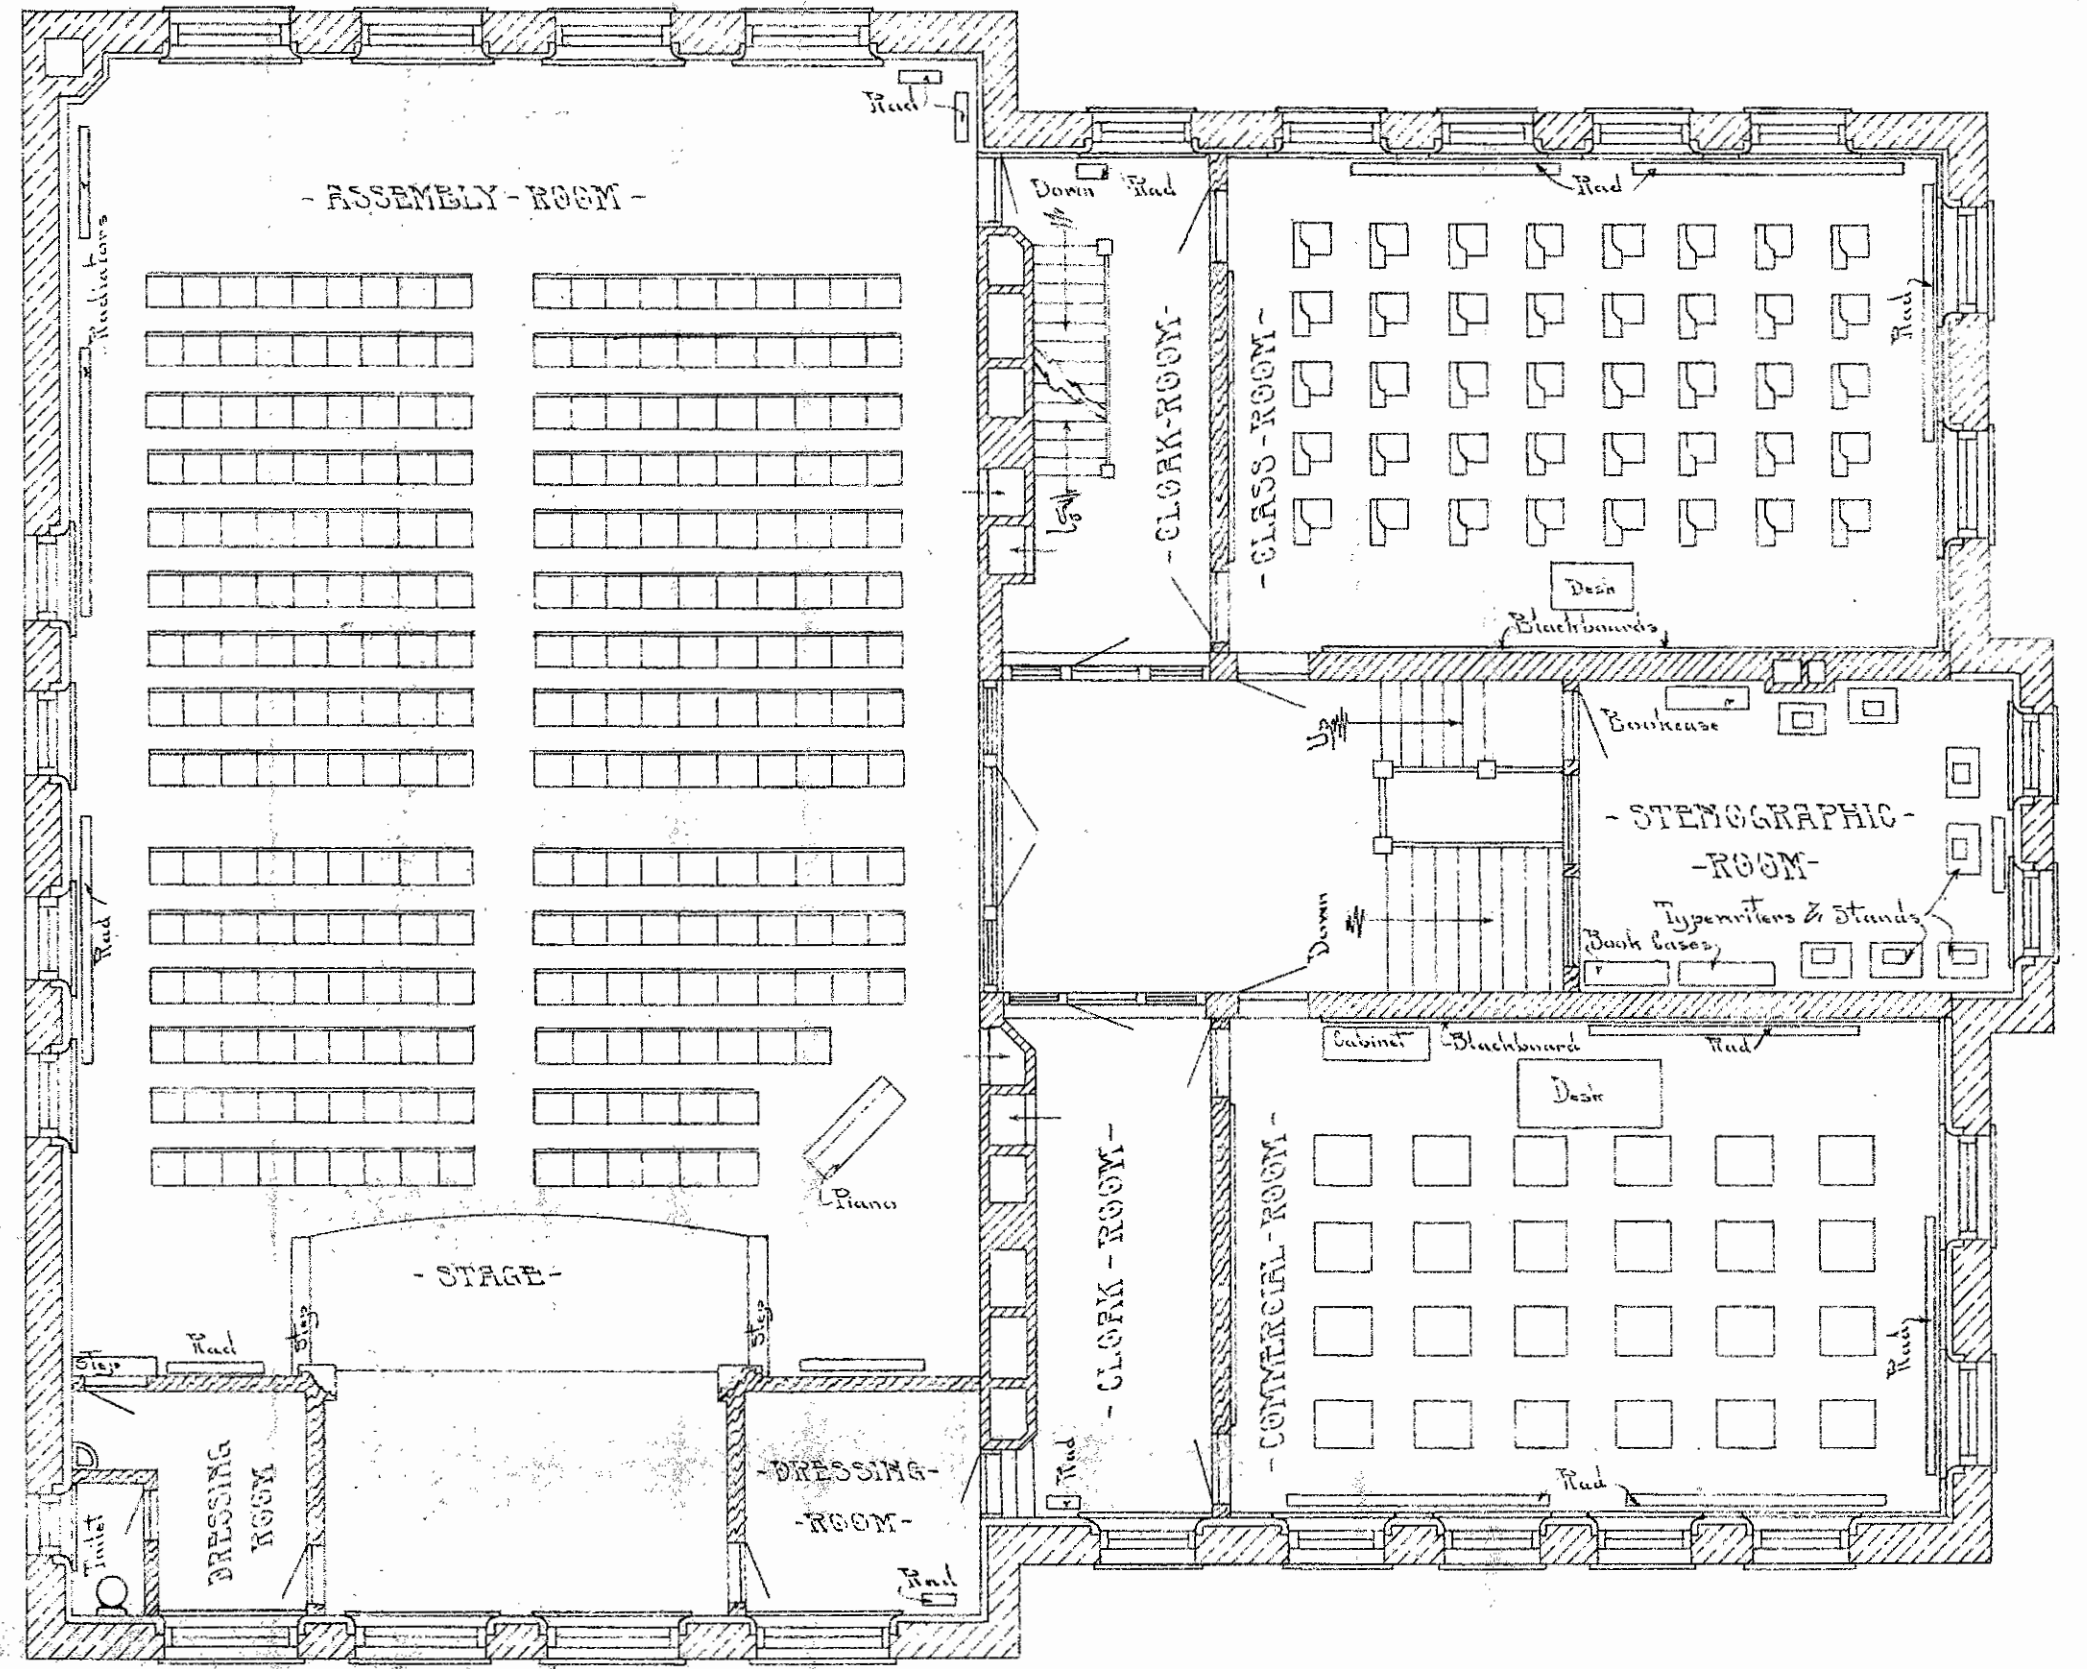 Rad
- ASSEMBLY - ROOM -
Radiators
Down
Rad
Rad
Rad
- CLOAK - ROOM -
- CLASS - ROOM -
Desk
Blackboards
Up
Bookcase
- STENOGRAPHIC -
- ROOM -
Typewriters & Stands
Book Cases
Down
Rad
Cabinet
Blackboard
Rad
Desk
Piano
- STAGE -
Step
Step
Step
Rad
- CLOAK - ROOM -
- COMMERCIAL - ROOM -
Rad
Rad
Rad
DRESSING
ROOM
Toilet
- DRESSING -
- ROOM -
Rad